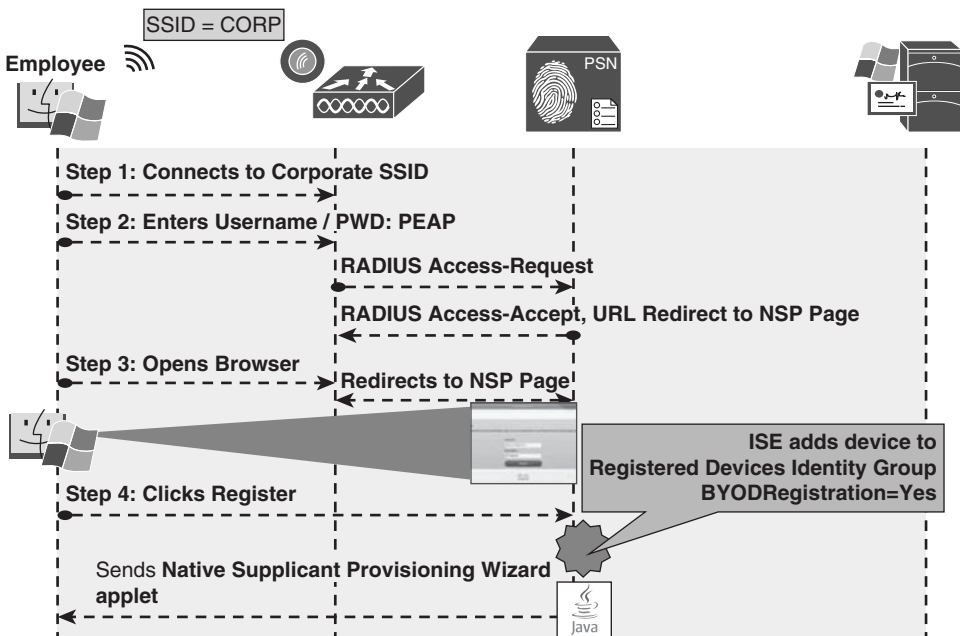 SSID = CORP
Employee
PSN
Step 1: Connects to Corporate SSID
Step 2: Enters Username / PWD: PEAP
RADIUS Access-Request
RADIUS Access-Accept, URL Redirect to NSP Page
Step 3: Opens Browser
Redirects to NSP Page
ISE adds device to
Registered Devices Identity Group
BYODRegistration=Yes
Step 4: Clicks Register
Sends Native Supplicant Provisioning Wizard
applet
Java